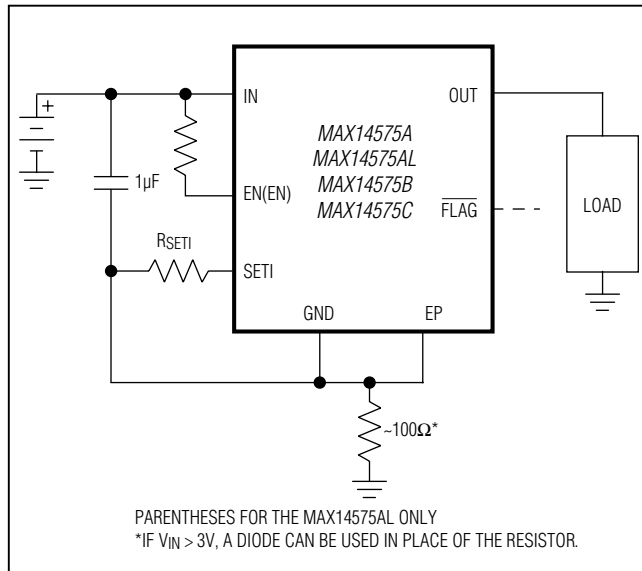 IN
OUT
MAX14575A
MAX14575AL
MAX14575B
MAX14575C
+
1µF
EN(EN)
FLAG
LOAD
RSETI
SETI
GND
EP
~100Ω*
PARENTHESES FOR THE MAX14575AL ONLY
*IF VIN > 3V, A DIODE CAN BE USED IN PLACE OF THE RESISTOR.